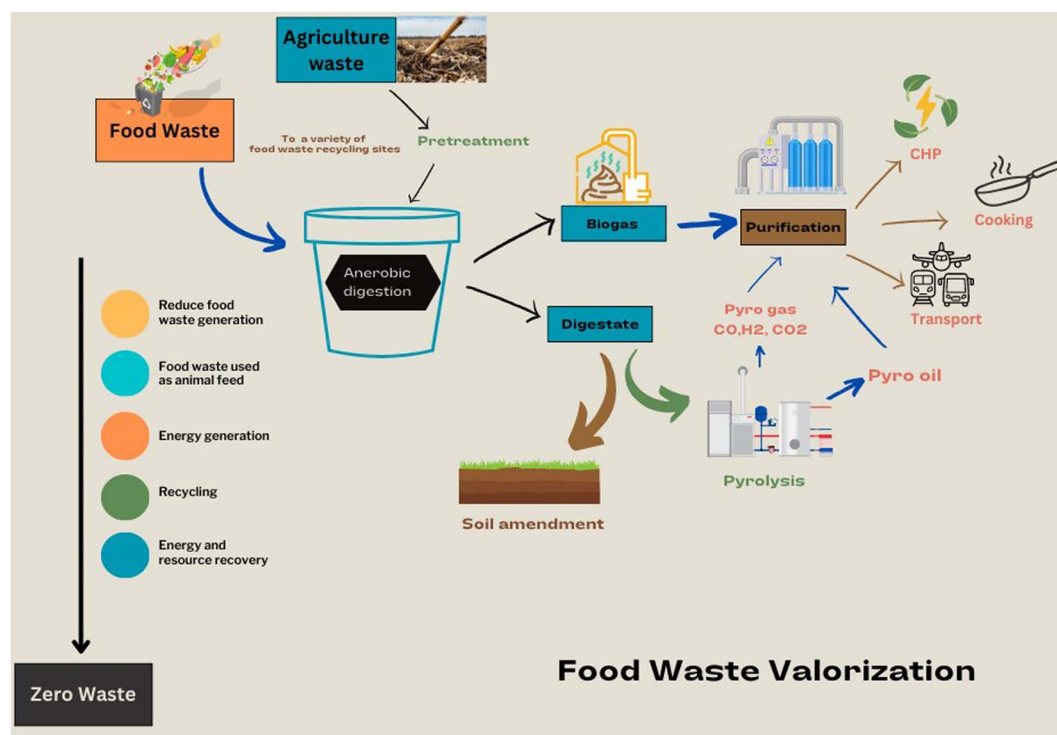 Agriculture
waste
Food Waste
To a variety of
food waste recycling sites
Pretreatment
CHP
Cooking
Biogas
Purification
Anerobic
digestion
Transport
Reduce food
waste generation
Pyro gas
CO,H2, CO2
Digestate
Food waste used
as animal feed
Pyro oil
Energy generation
Pyrolysis
Recycling
Soil amendment
Energy and
resource recovery
Food Waste Valorization
Zero Waste